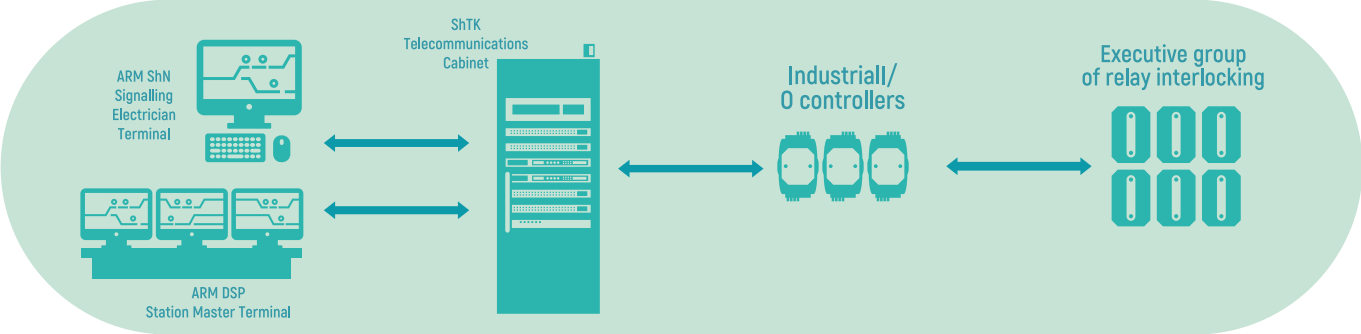 ARM ShN
Signalling
Electrician
Terminal
ARM DSP
Station Master Terminal
ShTK
Telecommunications
Cabinet
Industriall/
O controllers
Executive group
of relay interlocking